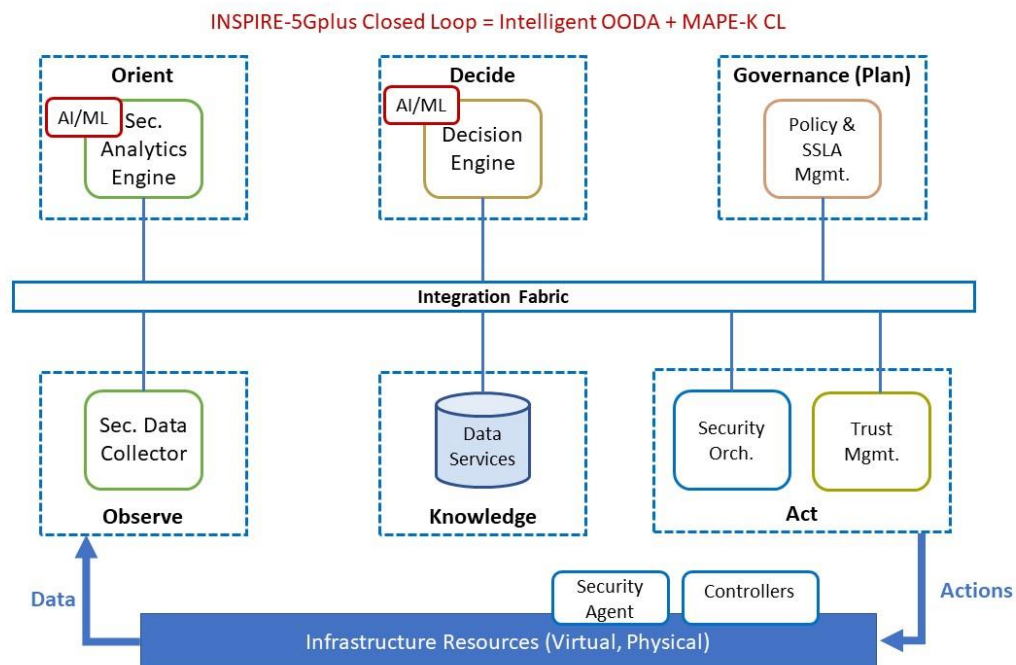 INSPIRE-5Gplus Closed Loop = Intelligent OODA + MAPE-K CL
Orient
AI/ML
Sec.
Analytics
Engine
Decide
AI/ML
Decision
Engine
Governance (Plan)
Policy &
SSLA
Mgmt.
Integration Fabric
Sec. Data
Collector
Observe
Data
Services
Knowledge
Security
Orch.
Trust
Mgmt.
Act
Data
Security
Agent
Controllers
Actions
Infrastructure Resources (Virtual, Physical)